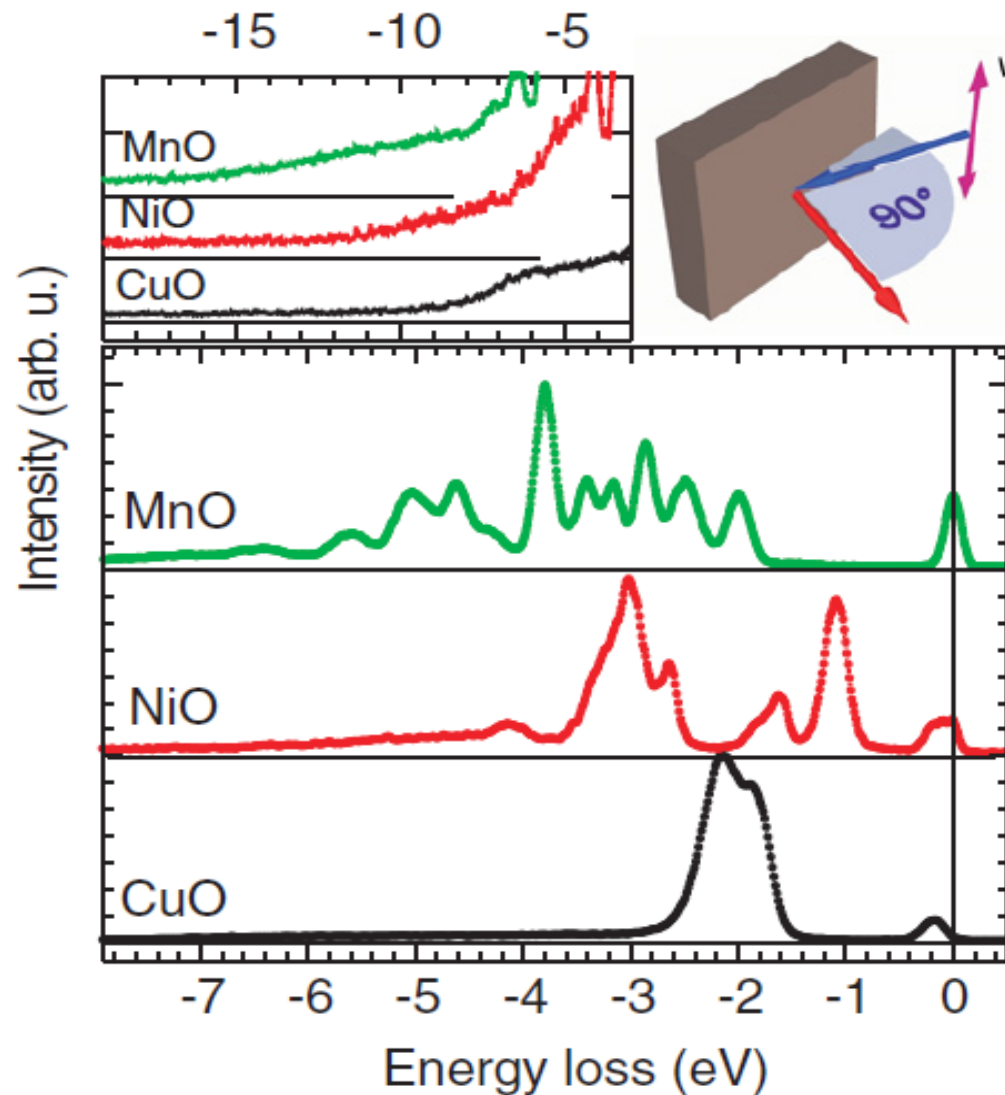 -15 -10 -5
MnO
NiO
CuO
90°
Intensity (arb. u.)
MnO
NiO
CuO
-7 -6 -5 -4 -3 -2 -1 0
Energy loss (eV)